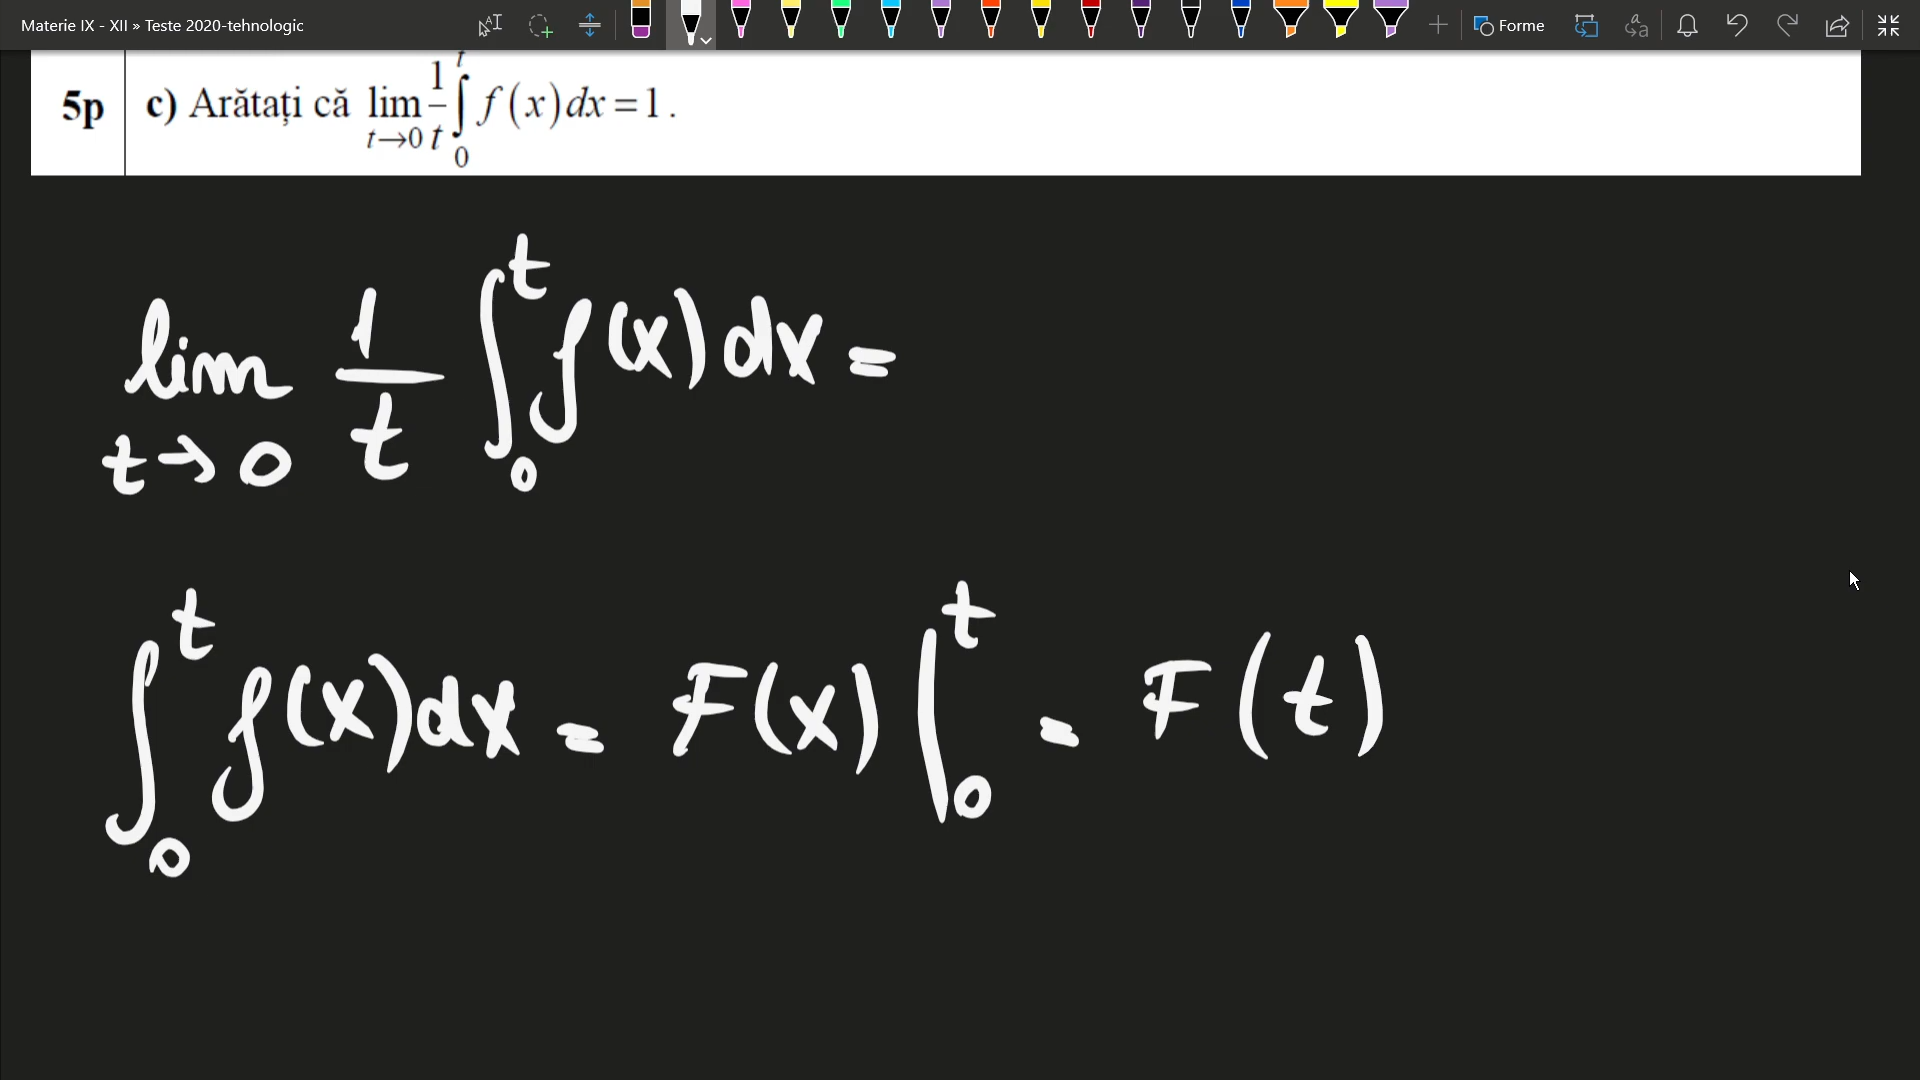 Materie IX - XII » Teste 2020-tehnologic
Forme
5p c) Arătați că lim_{t→0} 1/t ∫_0^t f(x)dx = 1.
lim_{t→0} 1/t ∫_0^t f(x)dx =
∫_0^t f(x)dx = F(x) |_0^t = F(t)